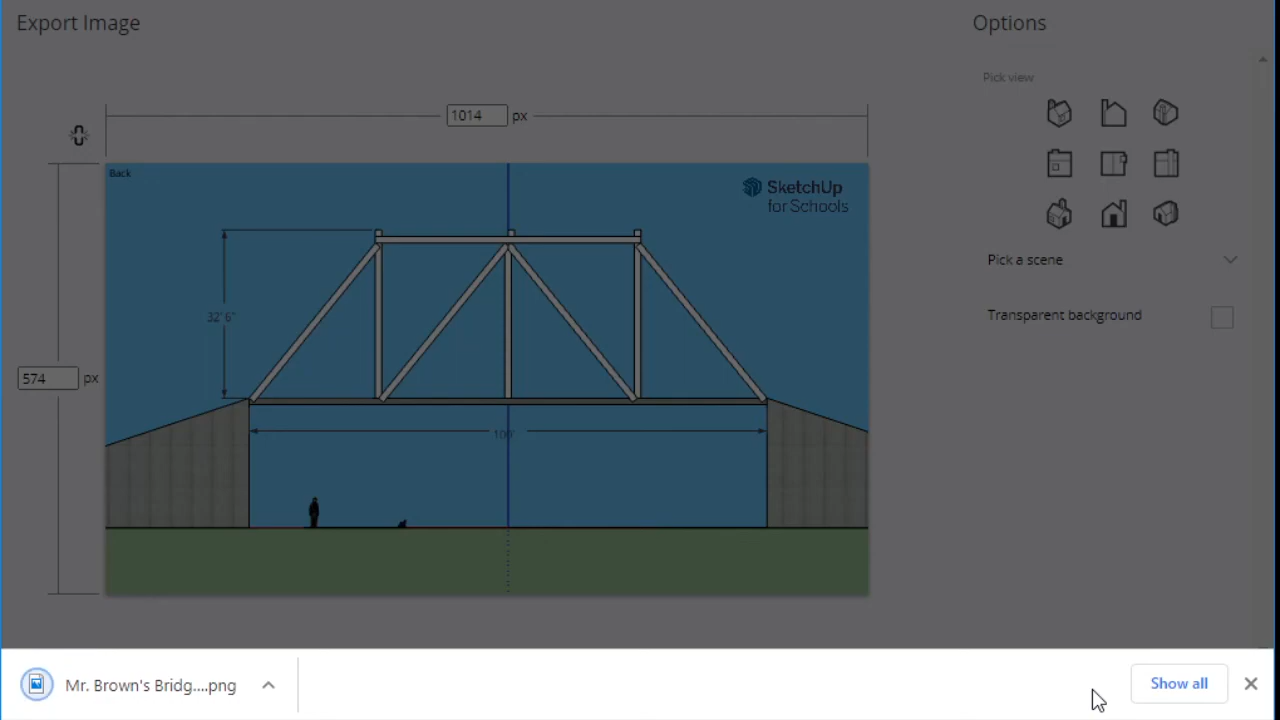 Export Image
Options
Pick view
1014 px
Back
SketchUp
for Schools
Pick a scene
32' 6"
Transparent background
574 px
100'
Mr. Brown's Bridg....png
Show all